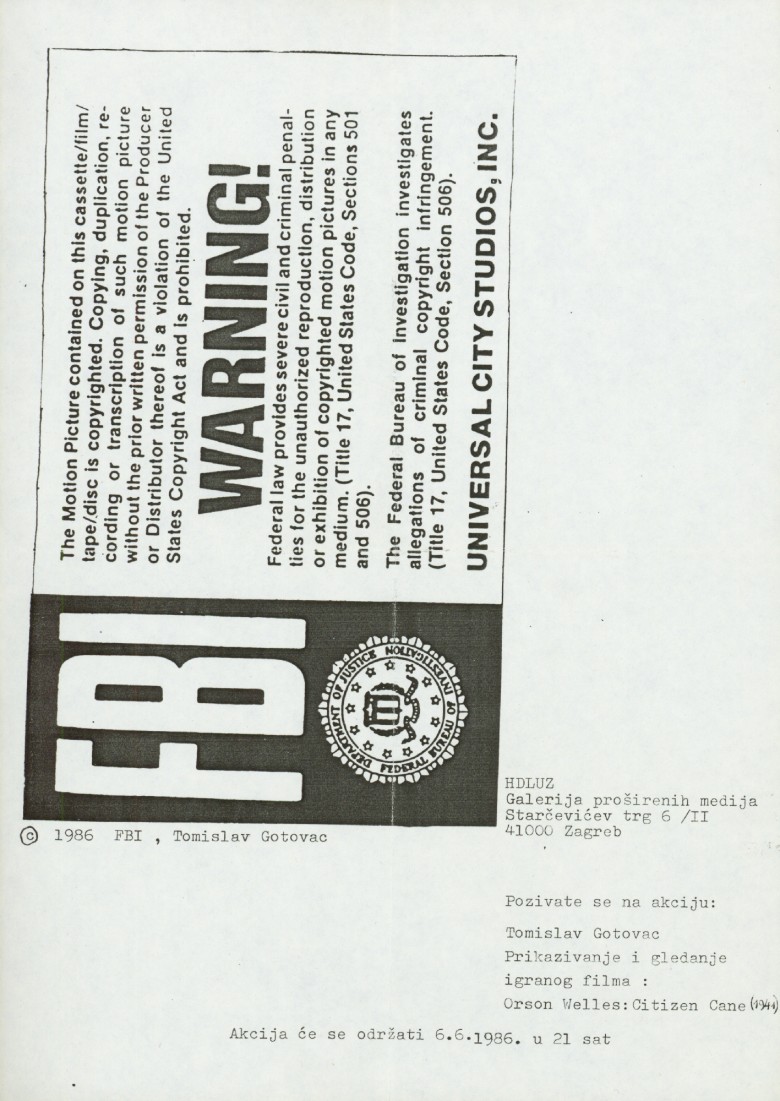 The Motion Picture contained on this cassette/film/
tape/disc is copyrighted. Copying, duplication, re-
cording or transcription of such motion picture
without the prior written permission of the Producer
or Distributor thereof is a violation of the United
States Copyright Act and is prohibited.
WARNING!
Federal law provides severe civil and criminal penal-
ties for the unauthorized reproduction, distribution
or exhibition of copyrighted motion pictures in any
medium. (Title 17, United States Code, Sections 501
and 506).
The Federal Bureau of Investigation investigates
allegations of criminal copyright infringement.
(Title 17, United States Code, Section 506).
UNIVERSAL CITY STUDIOS, INC.
FBI
DEPARTMENT OF JUSTICE
FEDERAL BUREAU OF INVESTIGATION
© 1986 FBI , Tomislav Gotovac
HDLUZ
Galerija proširenih medija
Starčevićev trg 6 /II
41000 Zagreb
Pozivate se na akciju:
Tomislav Gotovac
Prikazivanje i gledanje
igranog filma :
Orson Welles:Citizen Cane (1941)
Akcija će se održati 6.6.1986. u 21 sat